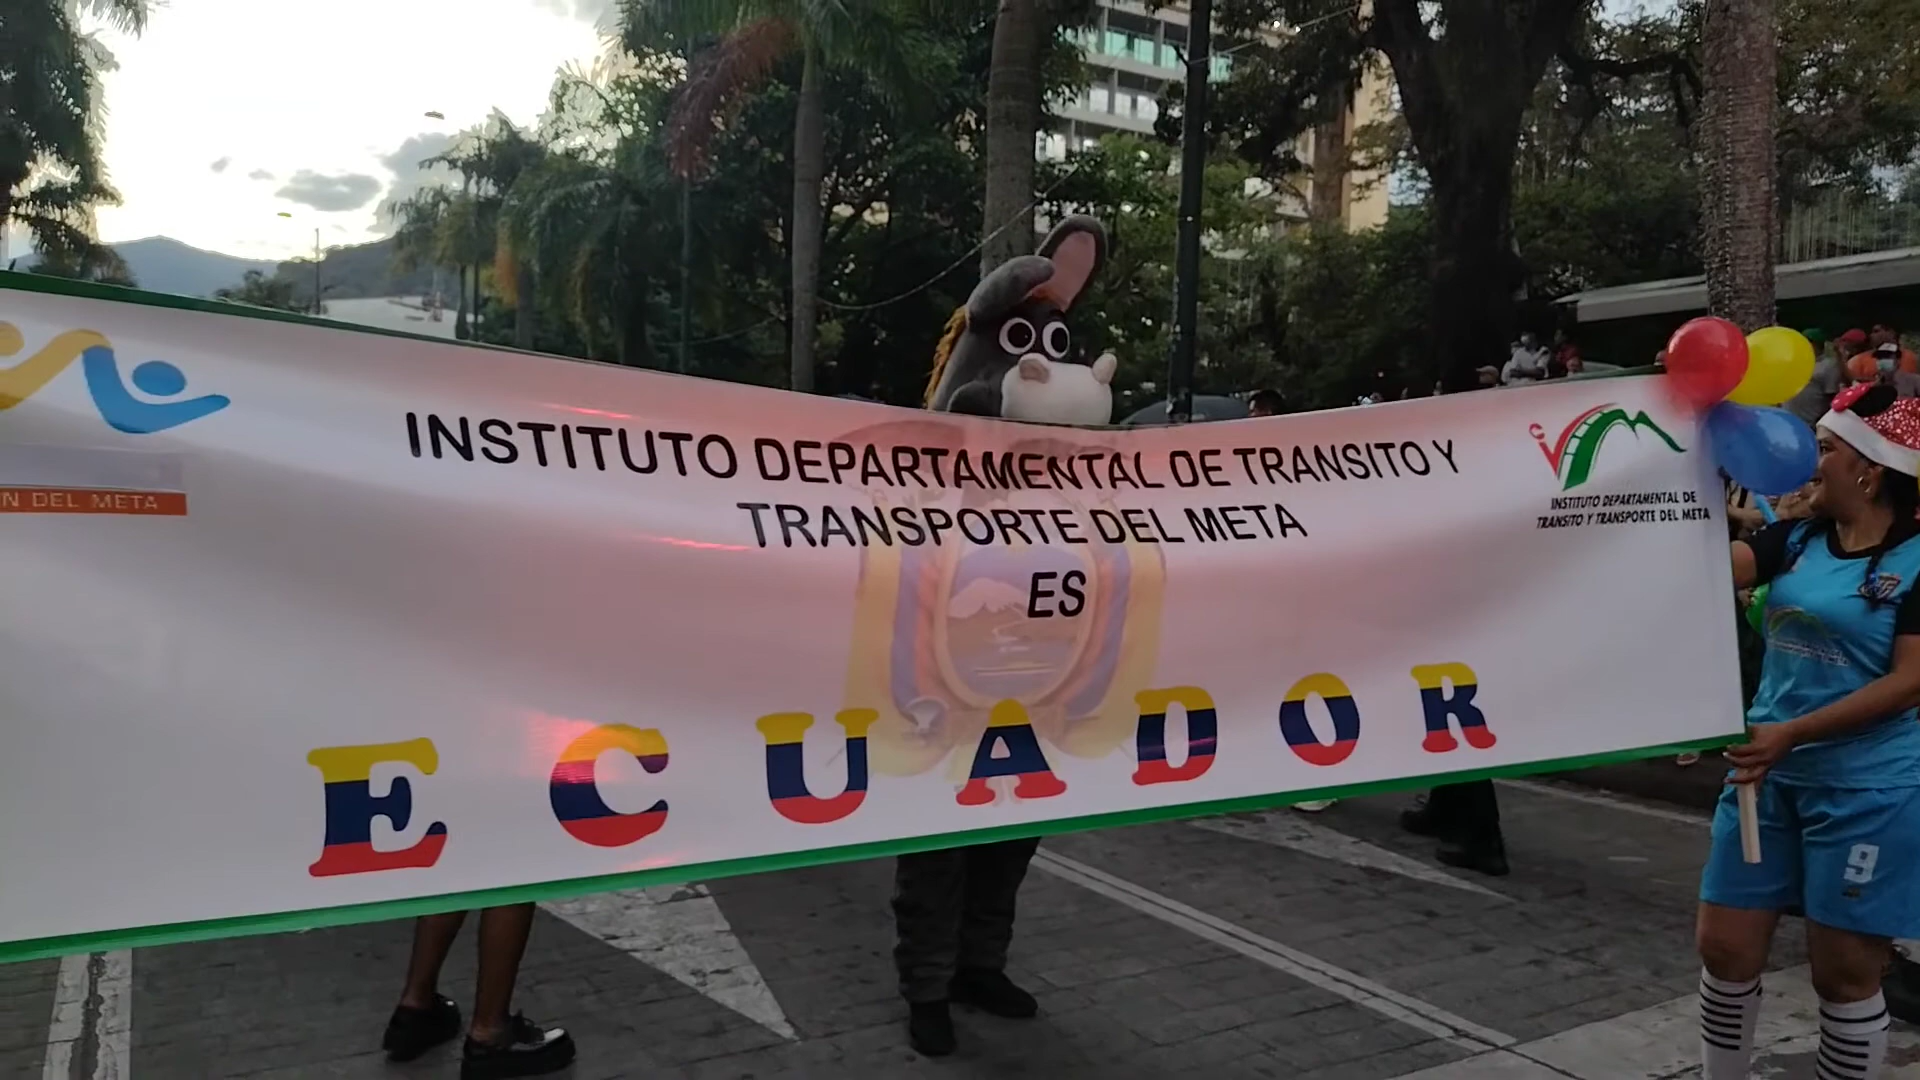 INSTITUTO DEPARTAMENTAL DE TRANSITO Y
TRANSPORTE DEL META
ES
ECUADOR
N DEL META
INSTITUTO DEPARTAMENTAL DE
TRANSITO Y TRANSPORTE DEL META
9